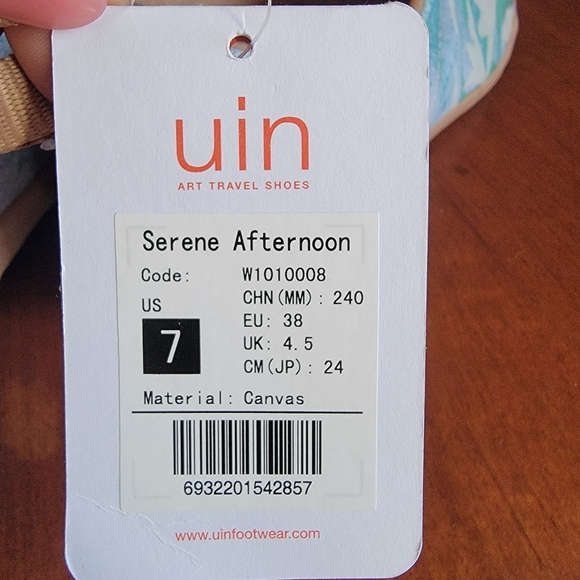 uin
ART TRAVEL SHOES
Serene Afternoon
Code: W1010008
US
CHN(MM): 240
7
EU: 38
UK: 4.5
CM(JP): 24
Material: Canvas
6932201542857
www.uinfootwear.com